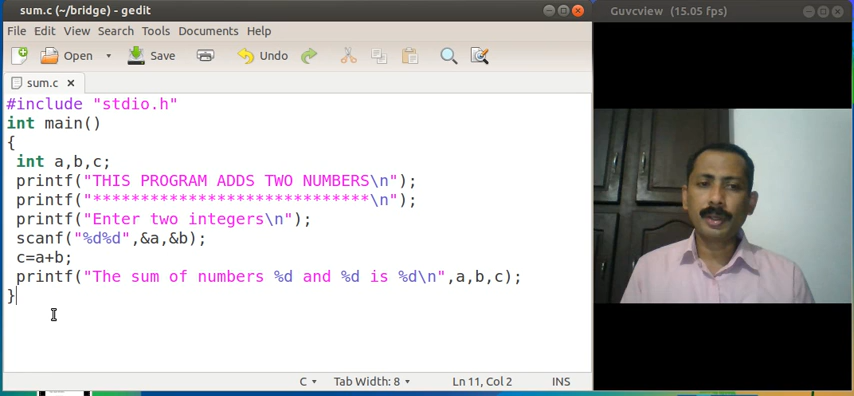 sum.c (~/bridge) - gedit
File Edit View Search Tools Documents Help
Open Save Undo
sum.c
#include "stdio.h"
int main()
{
int a,b,c;
printf("THIS PROGRAM ADDS TWO NUMBERS\n");
printf("*****************************\n");
printf("Enter two integers\n");
scanf("%d%d",&a,&b);
c=a+b;
printf("The sum of numbers %d and %d is %d\n",a,b,c);
}
C Tab Width: 8 Ln 11, Col 2 INS
Guvcview (15.05 fps)